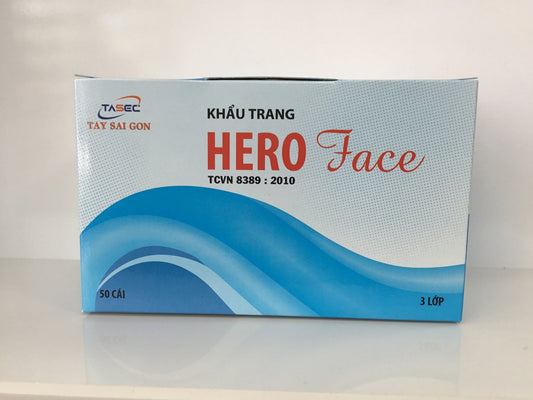 TASEC
TAY SAI GON
KHẨU TRANG
HERO Face
TCVN 8389 : 2010
50 CÁI
3 LỚP